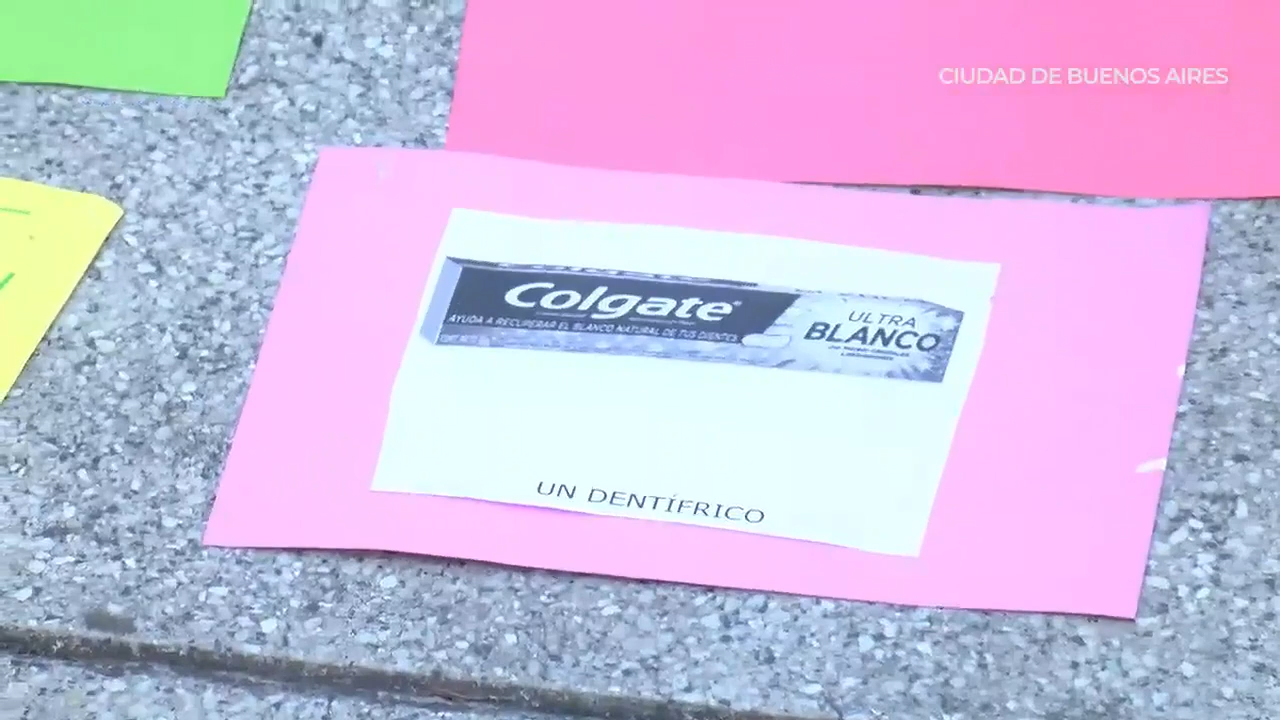 CIUDAD DE BUENOS AIRES
Colgate
AYUDA A RECUPERAR EL BLANCO NATURAL DE TUS DIENTES
ULTRA
BLANCO
UN DENTÍFRICO